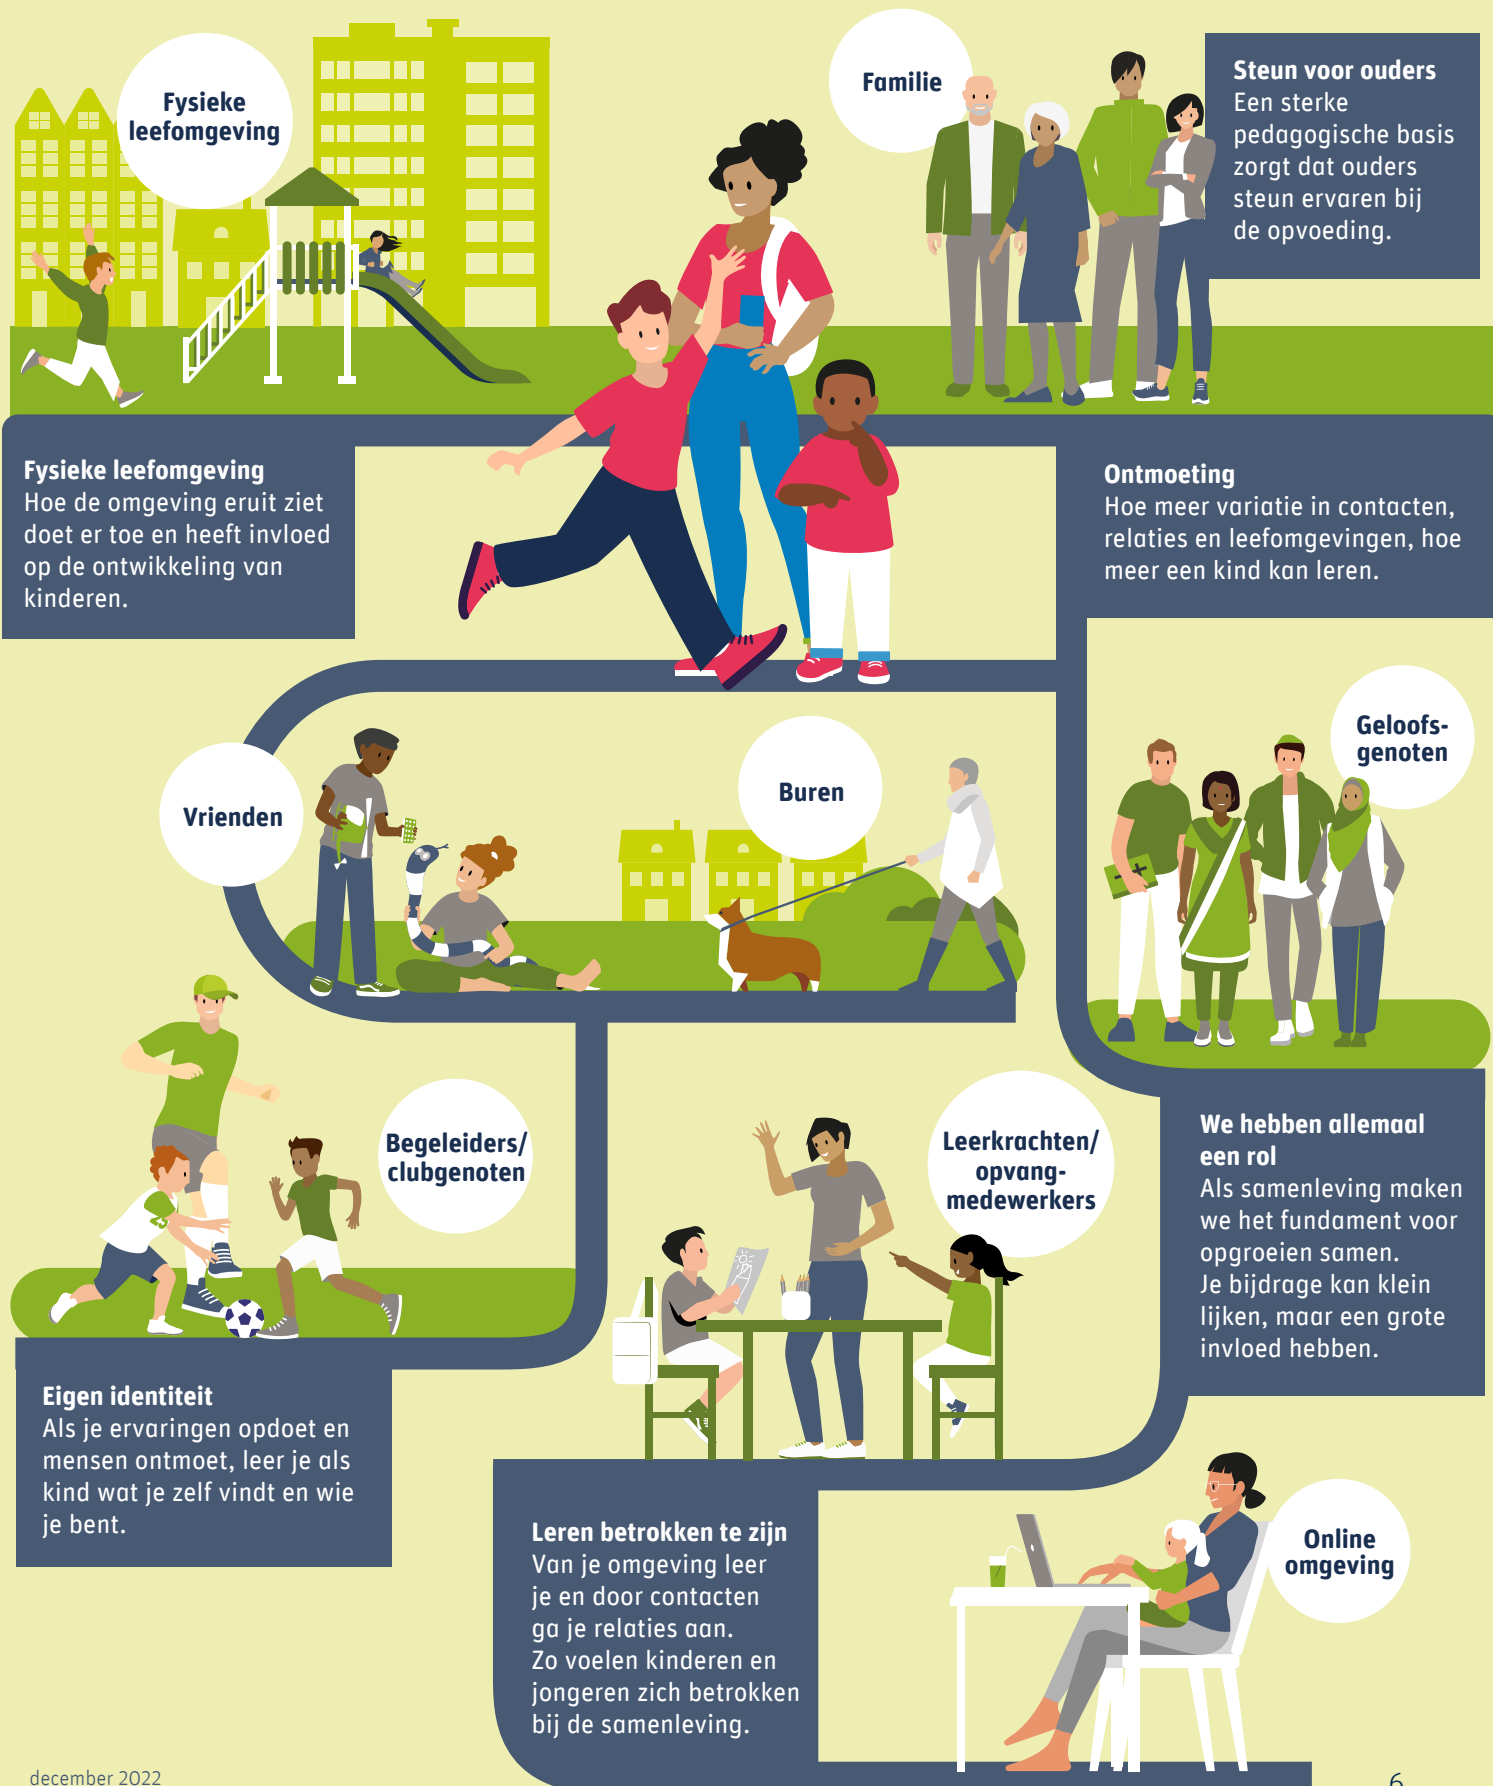 Fysieke
leefomgeving
Familie
Steun voor ouders
Een sterke
pedagogische basis
zorgt dat ouders
steun ervaren bij
de opvoeding.
Fysieke leefomgeving
Hoe de omgeving eruit ziet
doet er toe en heeft invloed
op de ontwikkeling van
kinderen.
Ontmoeting
Hoe meer variatie in contacten,
relaties en leefomgevingen, hoe
meer een kind kan leren.
Vrienden
Buren
Geloofs-
genoten
Begeleiders/
clubgenoten
Leerkrachten/
opvang-
medewerkers
We hebben allemaal
een rol
Als samenleving maken
we het fundament voor
opgroeien samen.
Je bijdrage kan klein
lijken, maar een grote
invloed hebben.
Eigen identiteit
Als je ervaringen opdoet en
mensen ontmoet, leer je als
kind wat je zelf vindt en wie
je bent.
Leren betrokken te zijn
Van je omgeving leer
je en door contacten
ga je relaties aan.
Zo voelen kinderen en
jongeren zich betrokken
bij de samenleving.
Online
omgeving
december 2022
6